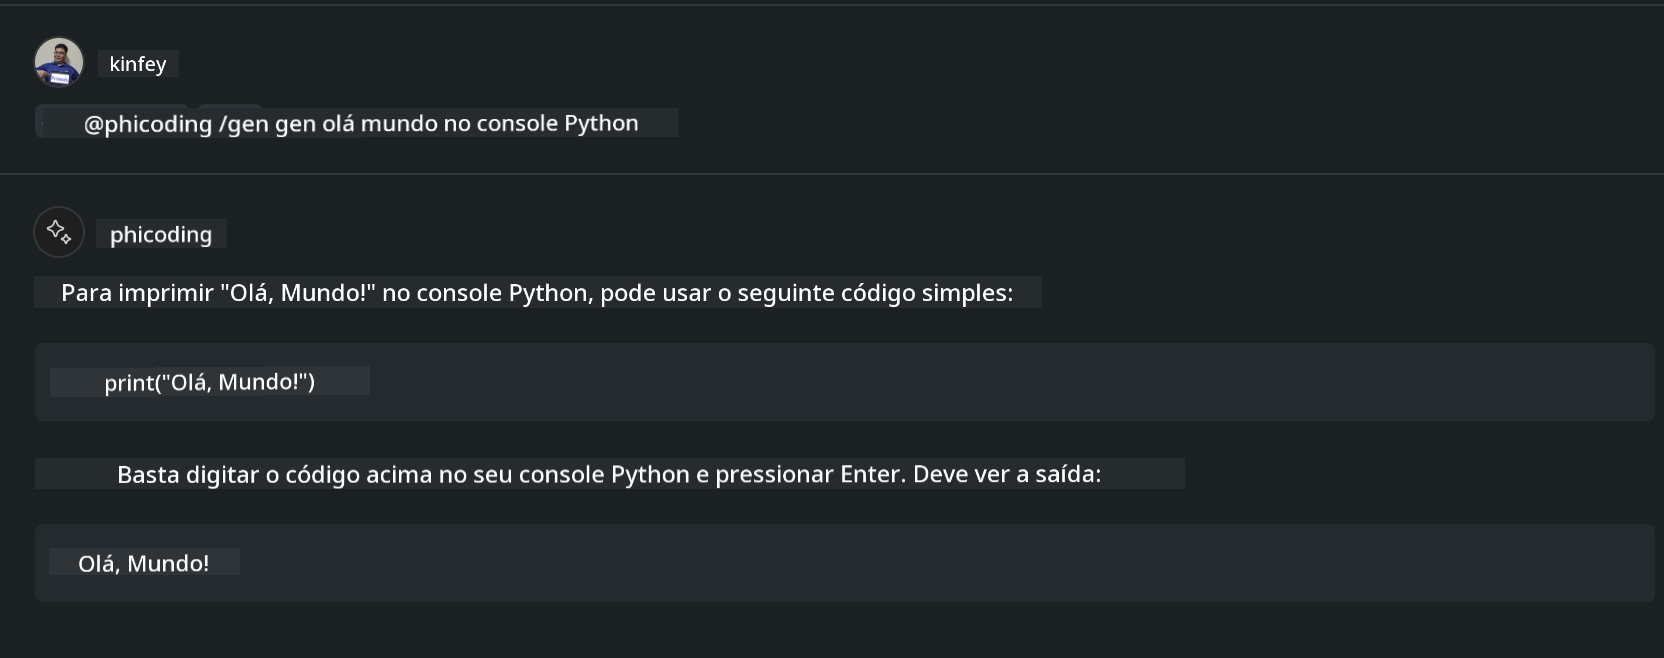 kinfey
@phicoding /gen gen olá mundo no console Python
phicoding
Para imprimir "Olá, Mundo!" no console Python, pode usar o seguinte código simples:
print("Olá, Mundo!")
Basta digitar o código acima no seu console Python e pressionar Enter. Deve ver a saída:
Olá, Mundo!